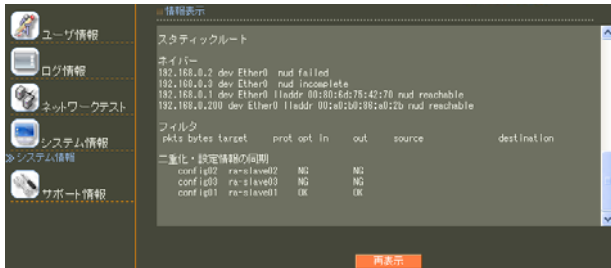 ユーザ情報
ログ情報
ネットワークテスト
システム情報
システム情報
サポート情報
情報表示
スタティックルート
ネイバー
192.168.0.2 dev Ether0 nud failed
192.168.0.3 dev Ether0 nud incomplete
192.168.0.1 dev Ether0 lladdr 00:80:6d:75:42:70 nud reachable
192.168.0.200 dev Ether0 lladdr 00:a0:b0:86:a0:2b nud reachable
フィルタ
pkts bytes target prot opt in out source destination
二重化・設定情報の同期
config02 ra-slave02 NG NG
config03 ra-slave03 NG NG
config01 ra-slave01 OK OK
再表示